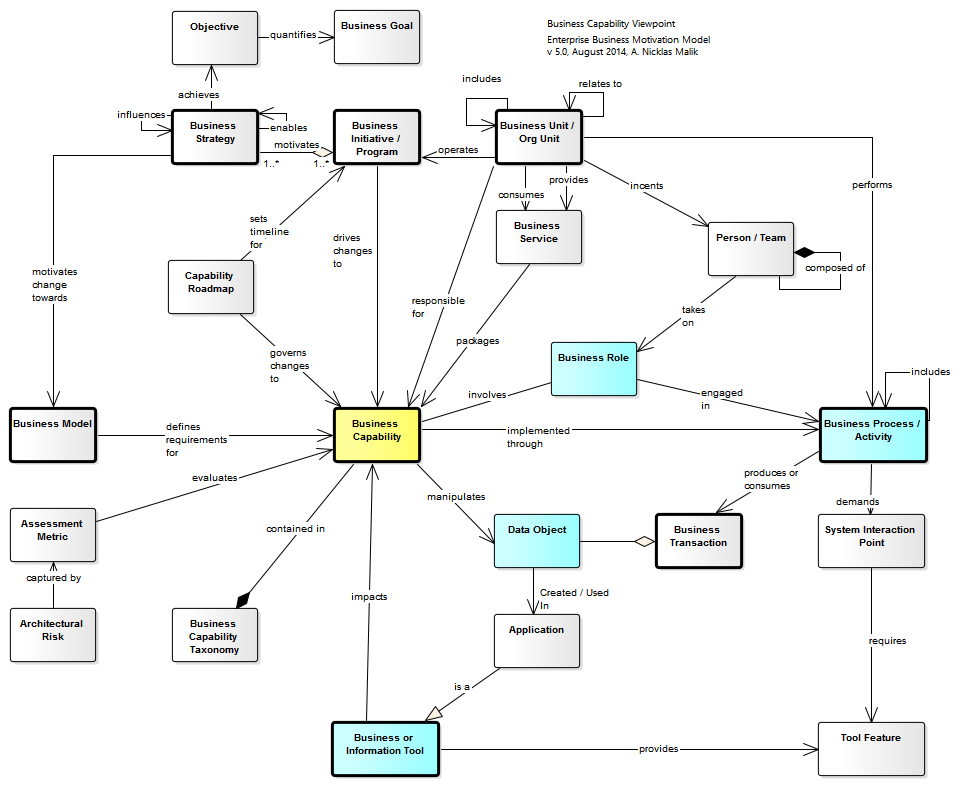 Objective
quantifies
Business Goal
Business Capability Viewpoint
Enterprise Business Motivation Model
v 5.0, August 2014, A. Nicklas Malik
achieves
includes
relates to
influences
Business
Strategy
enables
motivates
1..*
1..*
Business
Initiative /
Program
operates
Business Unit /
Org Unit
performs
consumes
provides
incents
sets
timeline
for
drives
changes
to
Business
Service
Person / Team
composed of
motivates
change
towards
Capability
Roadmap
responsible
for
takes
on
governs
changes
to
packages
Business Role
includes
involves
engaged
in
Business Model
defines
requirements
for
Business
Capability
implemented
through
Business Process /
Activity
evaluates
manipulates
produces or
consumes
demands
Assessment
Metric
contained in
Data Object
Business
Transaction
System Interaction
Point
captured by
impacts
Created / Used
In
Architectural
Risk
Business
Capability
Taxonomy
Application
requires
is a
Business or
Information Tool
provides
Tool Feature